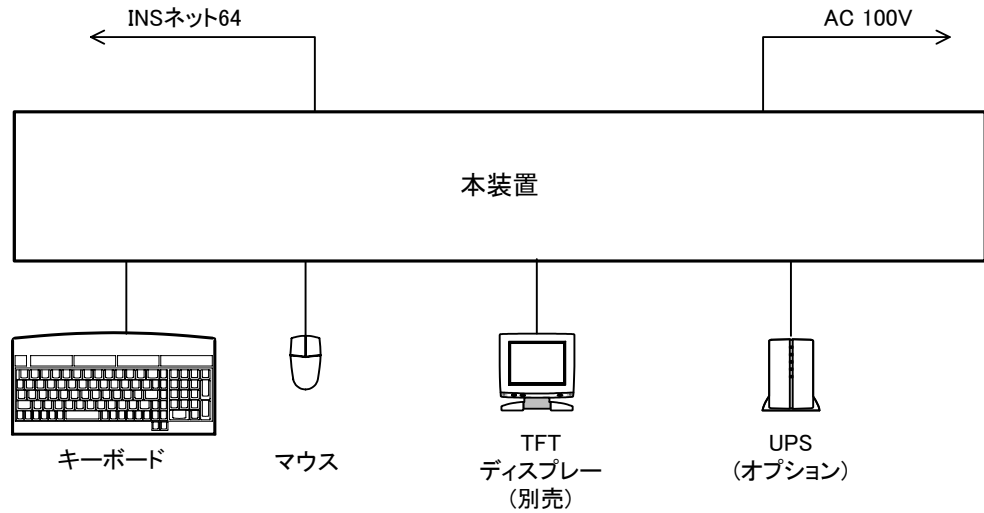 INSネット64
AC 100V
本装置
キーボード
マウス
TFT
ディスプレー
(別売)
UPS
(オプション)